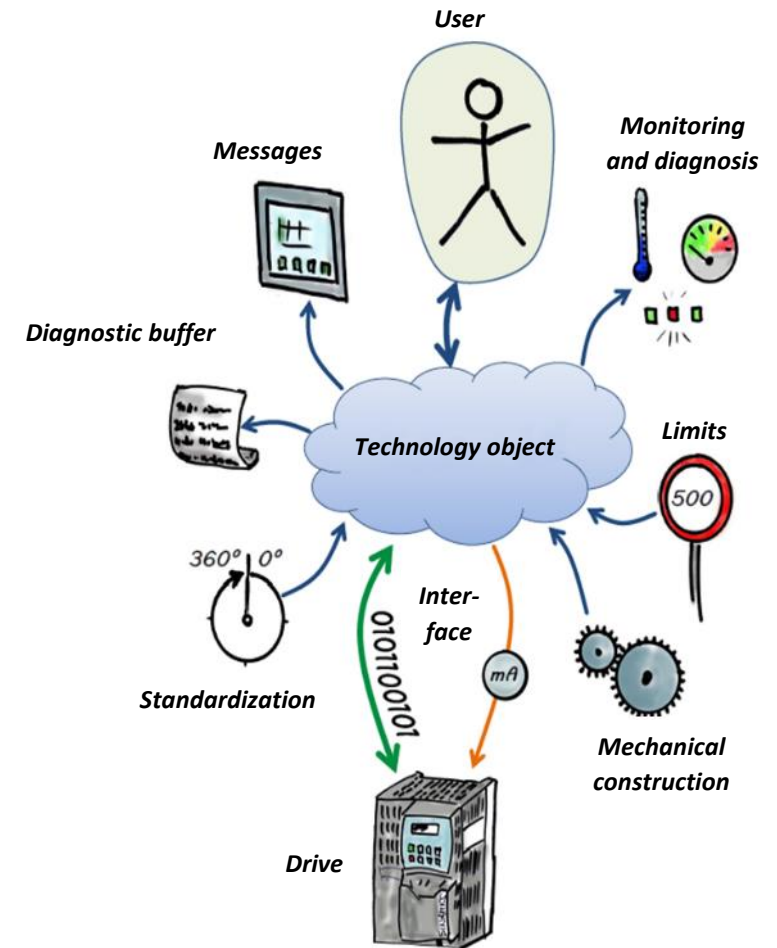 User
Monitoring
and diagnosis
Messages
Diagnostic buffer
Technology object
Limits
500
360° 0°
Inter-
face
0101100101
mA
Standardization
Mechanical
construction
Drive